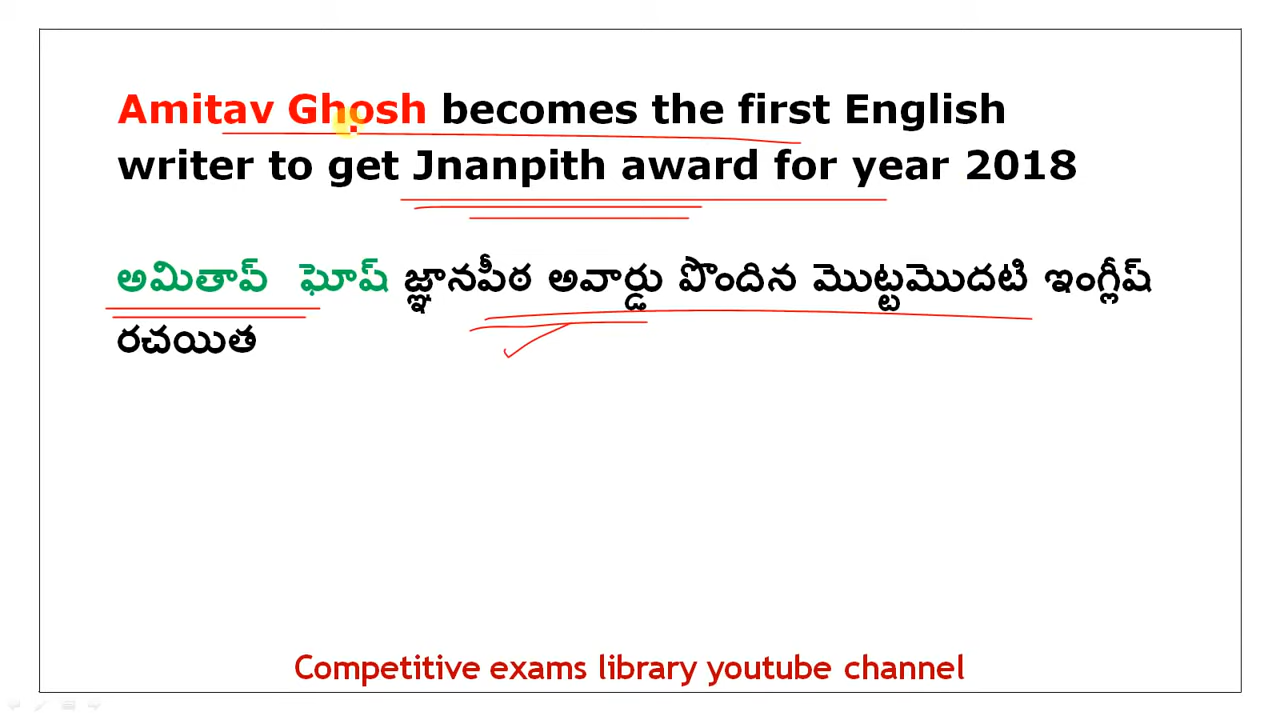 Amitav Ghosh becomes the first English
writer to get Jnanpith award for year 2018
అమితాప్ ఘోష్ జ్ఞానపీఠ అవార్డు పొందిన మొట్టమొదటి ఇంగ్లీష్
రచయిత
Competitive exams library youtube channel